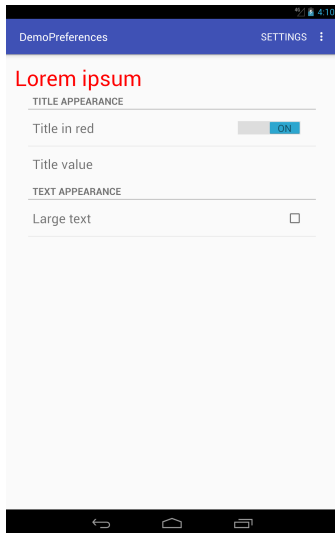 4:10
DemoPreferences SETTINGS
Lorem ipsum
TITLE APPEARANCE
Title in red ON
Title value
TEXT APPEARANCE
Large text